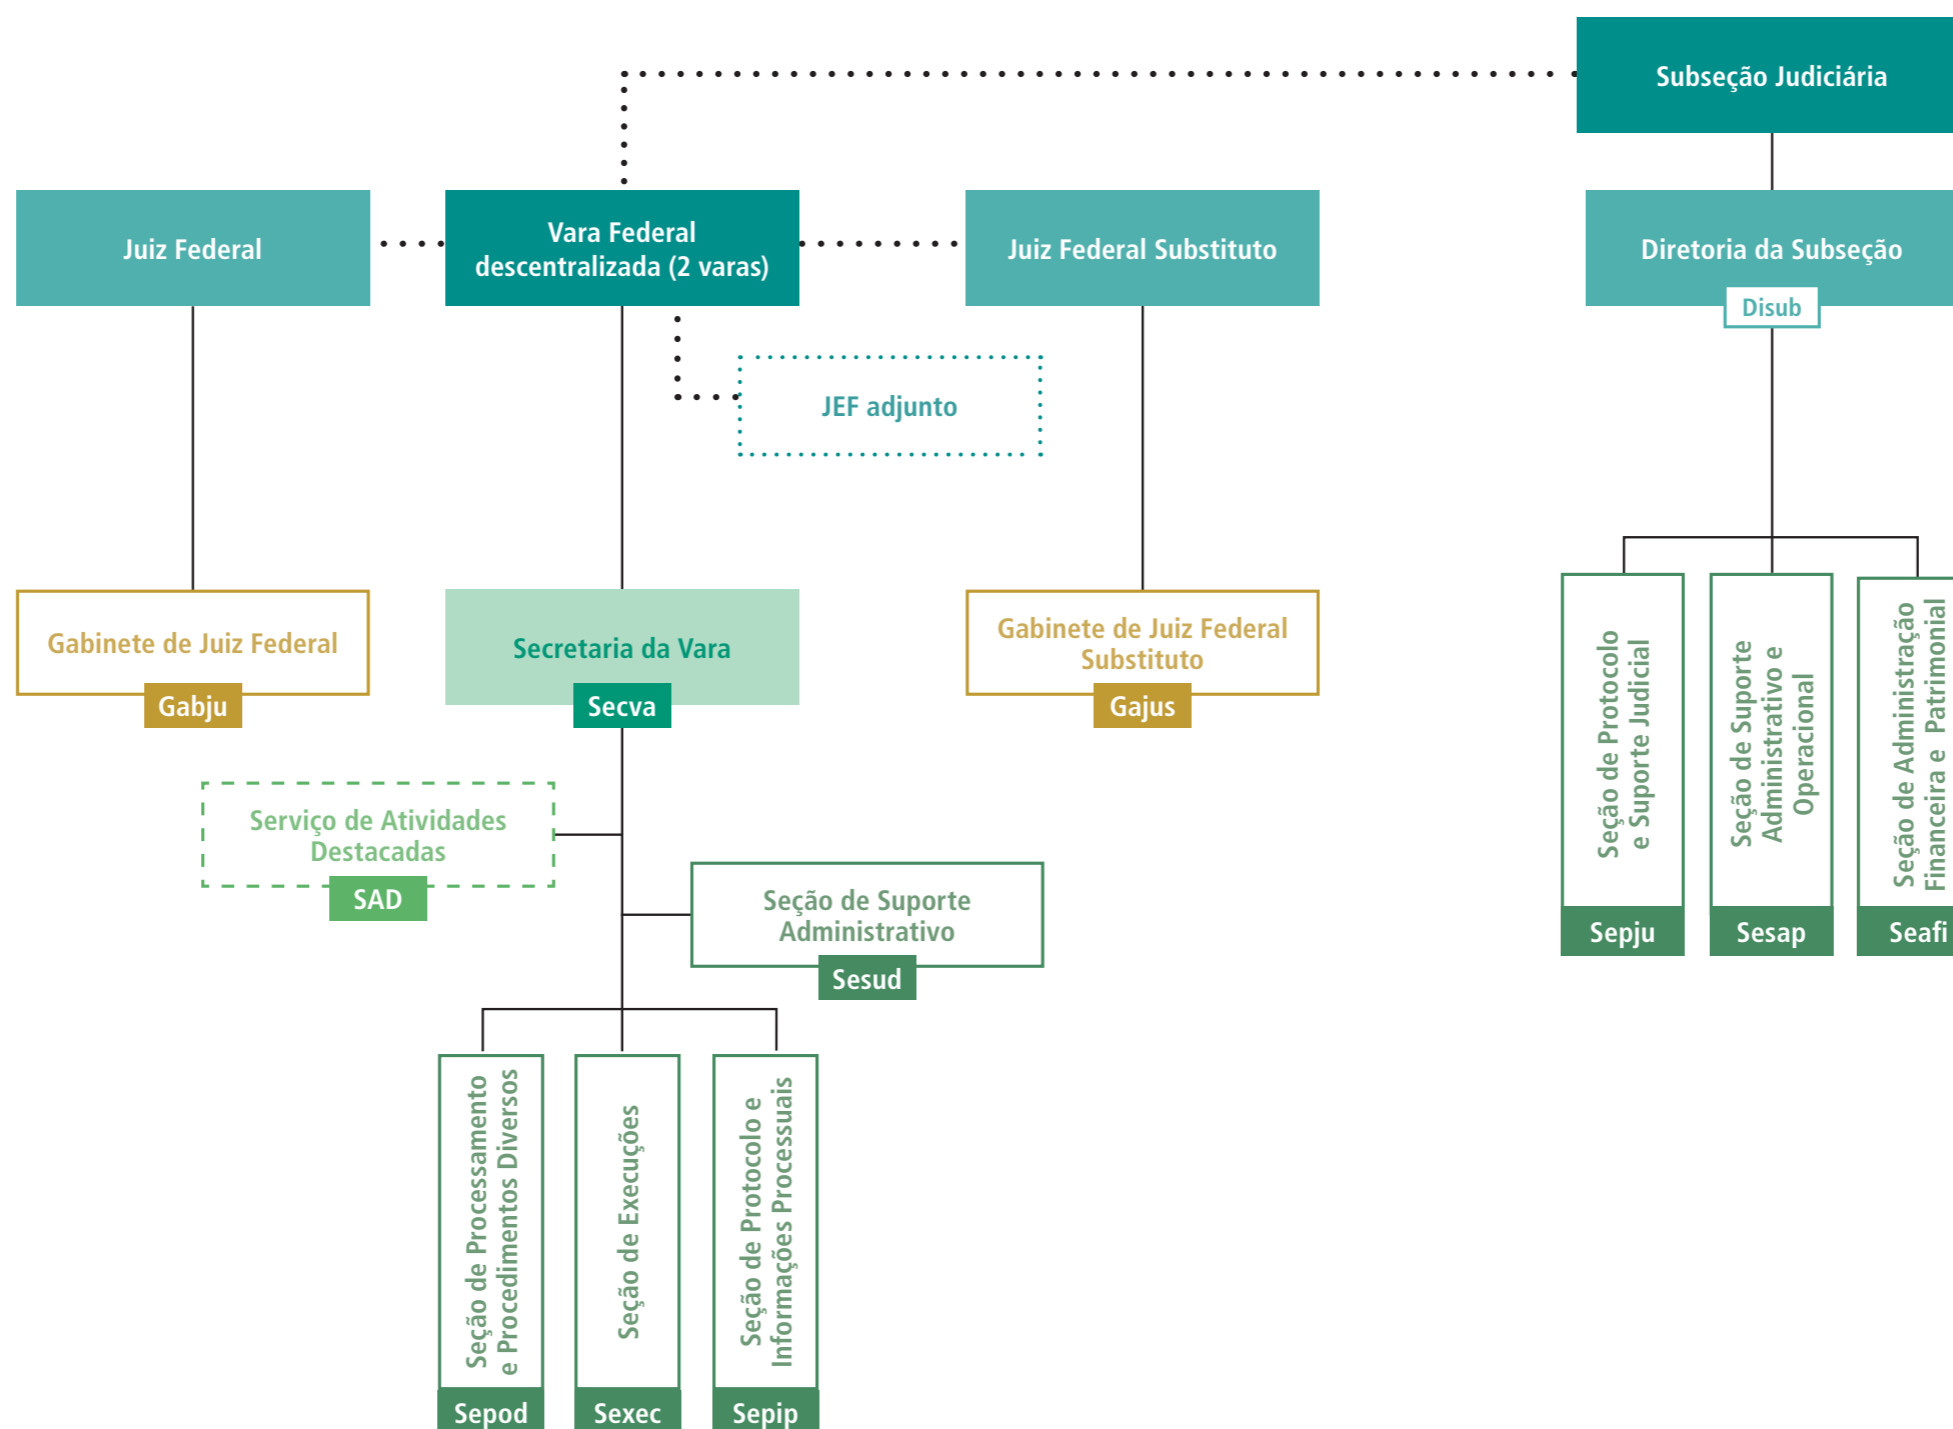 Subseção Judiciária
Juiz Federal
Vara Federal
descentralizada (2 varas)
Juiz Federal Substituto
Diretoria da Subseção
Disub
JEF adjunto
Gabinete de Juiz Federal
Gabju
Secretaria da Vara
Secva
Gabinete de Juiz Federal
Substituto
Gajus
Seção de Protocolo
e Suporte Judicial
Sepju
Seção de Suporte
Administrativo e
Operacional
Sesap
Seção de Administração
Financeira e Patrimonial
Seafi
Serviço de Atividades
Destacadas
SAD
Seção de Suporte
Administrativo
Sesud
Seção de Processamento
e Procedimentos Diversos
Sepod
Seção de Execuções
Sexec
Seção de Protocolo e
Informações Processuais
Sepip